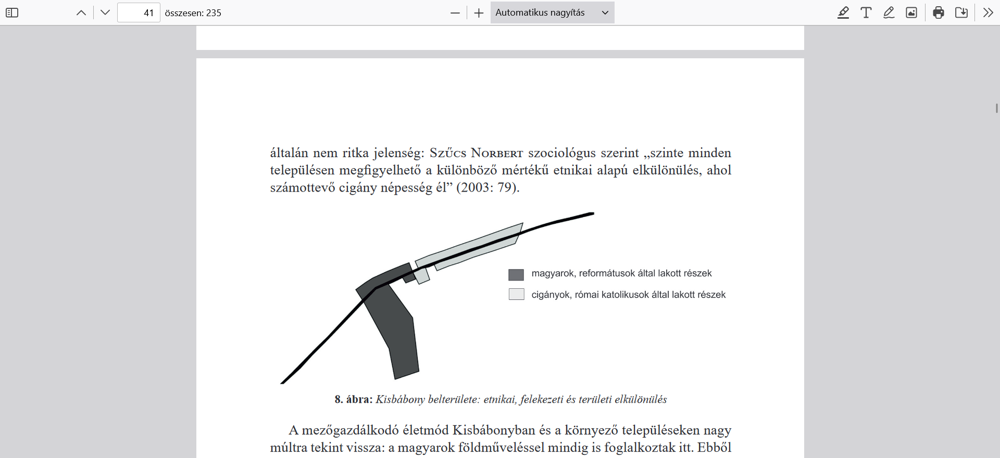 41 összesen: 235 Automatikus nagyítás
általán nem ritka jelenség: Szűcs Norbert szociológus szerint „szinte minden
településen megfigyelhető a különböző mértékű etnikai alapú elkülönülés, ahol
számottevő cigány népesség él” (2003: 79).
magyarok, reformátusok által lakott részek
cigányok, római katolikusok által lakott részek
8. ábra: Kisbábony belterülete: etnikai, felekezeti és területi elkülönülés
A mezőgazdálkodó életmód Kisbábonyban és a környező településeken nagy
múltra tekint vissza: a magyarok földműveléssel mindig is foglalkoztak itt. Ebből